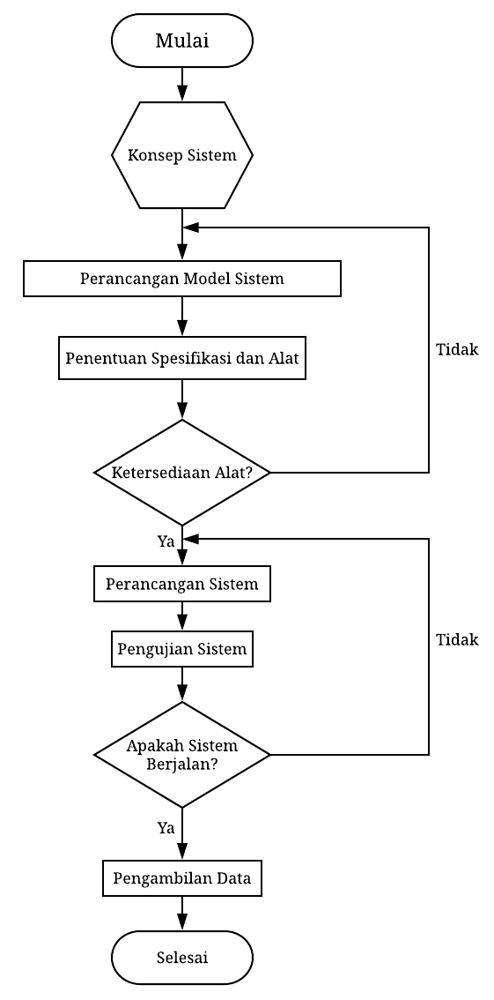 Mulai
Konsep Sistem
Perancangan Model Sistem
Penentuan Spesifikasi dan Alat
Tidak
Ketersediaan Alat?
Ya
Perancangan Sistem
Tidak
Pengujian Sistem
Apakah Sistem
Berjalan?
Ya
Pengambilan Data
Selesai